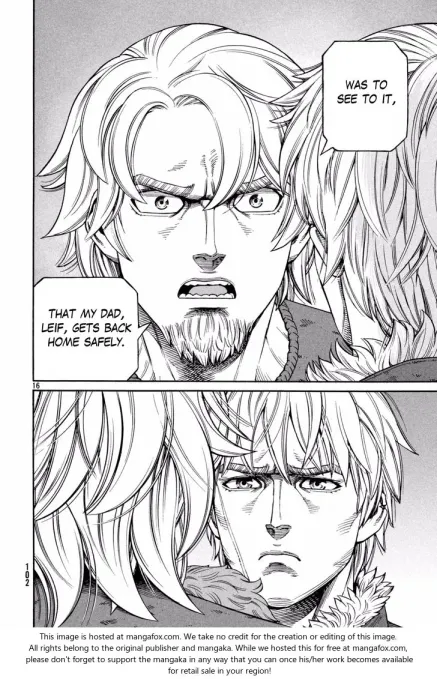 WAS TO
SEE TO IT,
THAT MY DAD,
LEIF, GETS BACK
HOME SAFELY.
16
102
This image is hosted at mangafox.com. We take no credit for the creation or editing of this image.
All rights belong to the original publisher and mangaka. While we hosted this for free at mangafox.com,
please don't forget to support the mangaka in any way that you can once his/her work becomes available
for retail sale in your region!